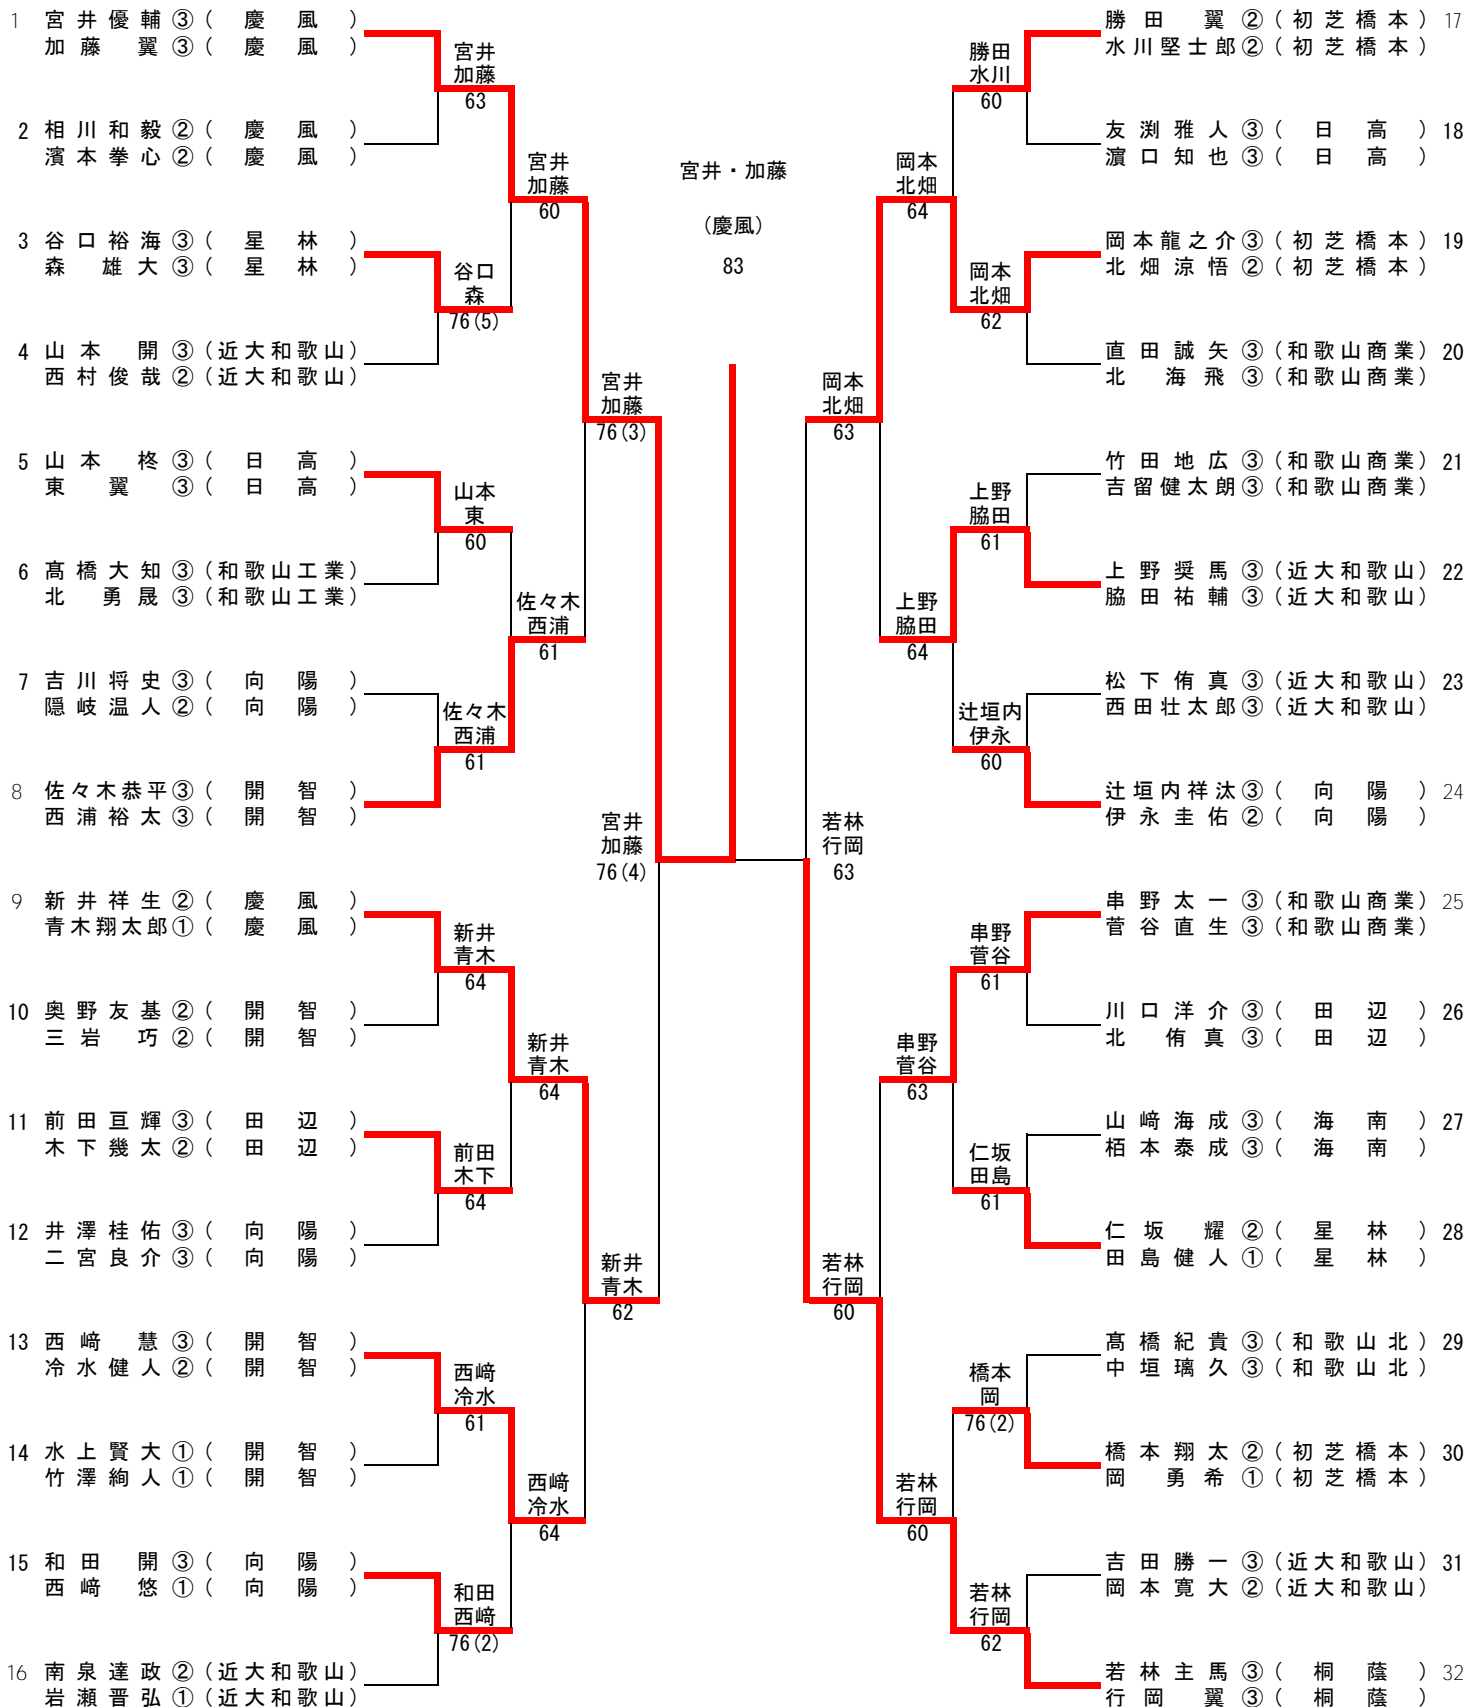 1 宮井優輔③(慶風)
加藤翼③(慶風)
2 相川和毅②(慶風)
濱本拳心②(慶風)
3 谷口裕海③(星林)
森雄大③(星林)
4 山本開③(近大和歌山)
西村俊哉②(近大和歌山)
5 山本柊③(日高)
東翼③(日高)
6 髙橋大知③(和歌山工業)
北勇晟③(和歌山工業)
7 吉川将史③(向陽)
隠岐温人②(向陽)
8 佐々木恭平③(開智)
西浦裕太③(開智)
9 新井祥生②(慶風)
青木翔太郎①(慶風)
10 奥野友基②(開智)
三岩巧②(開智)
11 前田亘輝③(田辺)
木下幾太②(田辺)
12 井澤桂佑③(向陽)
二宮良介③(向陽)
13 西﨑慧③(開智)
冷水健人②(開智)
14 水上賢大①(開智)
竹澤絢人①(開智)
15 和田開③(向陽)
西﨑悠①(向陽)
16 南泉達政②(近大和歌山)
岩瀬晋弘①(近大和歌山)
宮井
加藤
63
谷口
森
76(5)
山本
東
60
佐々木
西浦
61
新井
青木
64
前田
木下
64
西﨑
冷水
61
和田
西﨑
76(2)
宮井
加藤
60
佐々木
西浦
61
新井
青木
64
西﨑
冷水
64
宮井
加藤
76(3)
新井
青木
62
宮井
加藤
76(4)
宮井・加藤
(慶風)
83
若林
行岡
63
岡本
北畑
63
若林
行岡
60
岡本
北畑
64
上野
脇田
64
串野
菅谷
63
若林
行岡
60
勝田
水川
60
岡本
北畑
62
上野
脇田
61
辻垣内
伊永
60
串野
菅谷
61
仁坂
田島
61
橋本
岡
76(2)
若林
行岡
62
勝田翼②(初芝橋本) 17
水川堅士郎②(初芝橋本)
友渕雅人③(日高) 18
濵口知也③(日高)
岡本龍之介③(初芝橋本) 19
北畑涼悟②(初芝橋本)
直田誠矢③(和歌山商業) 20
北海飛③(和歌山商業)
竹田地広③(和歌山商業) 21
吉留健太朗③(和歌山商業)
上野奨馬③(近大和歌山) 22
脇田祐輔③(近大和歌山)
松下侑真③(近大和歌山) 23
西田壮太郎③(近大和歌山)
辻垣内祥汰③(向陽) 24
伊永圭佑②(向陽)
串野太一③(和歌山商業) 25
菅谷直生③(和歌山商業)
川口洋介③(田辺) 26
北侑真③(田辺)
山﨑海成③(海南) 27
栢本泰成③(海南)
仁坂耀②(星林) 28
田島健人①(星林)
髙橋紀貴③(和歌山北) 29
中垣璃久③(和歌山北)
橋本翔太②(初芝橋本) 30
岡勇希①(初芝橋本)
吉田勝一③(近大和歌山) 31
岡本寛大②(近大和歌山)
若林主馬③(桐蔭) 32
行岡翼③(桐蔭)